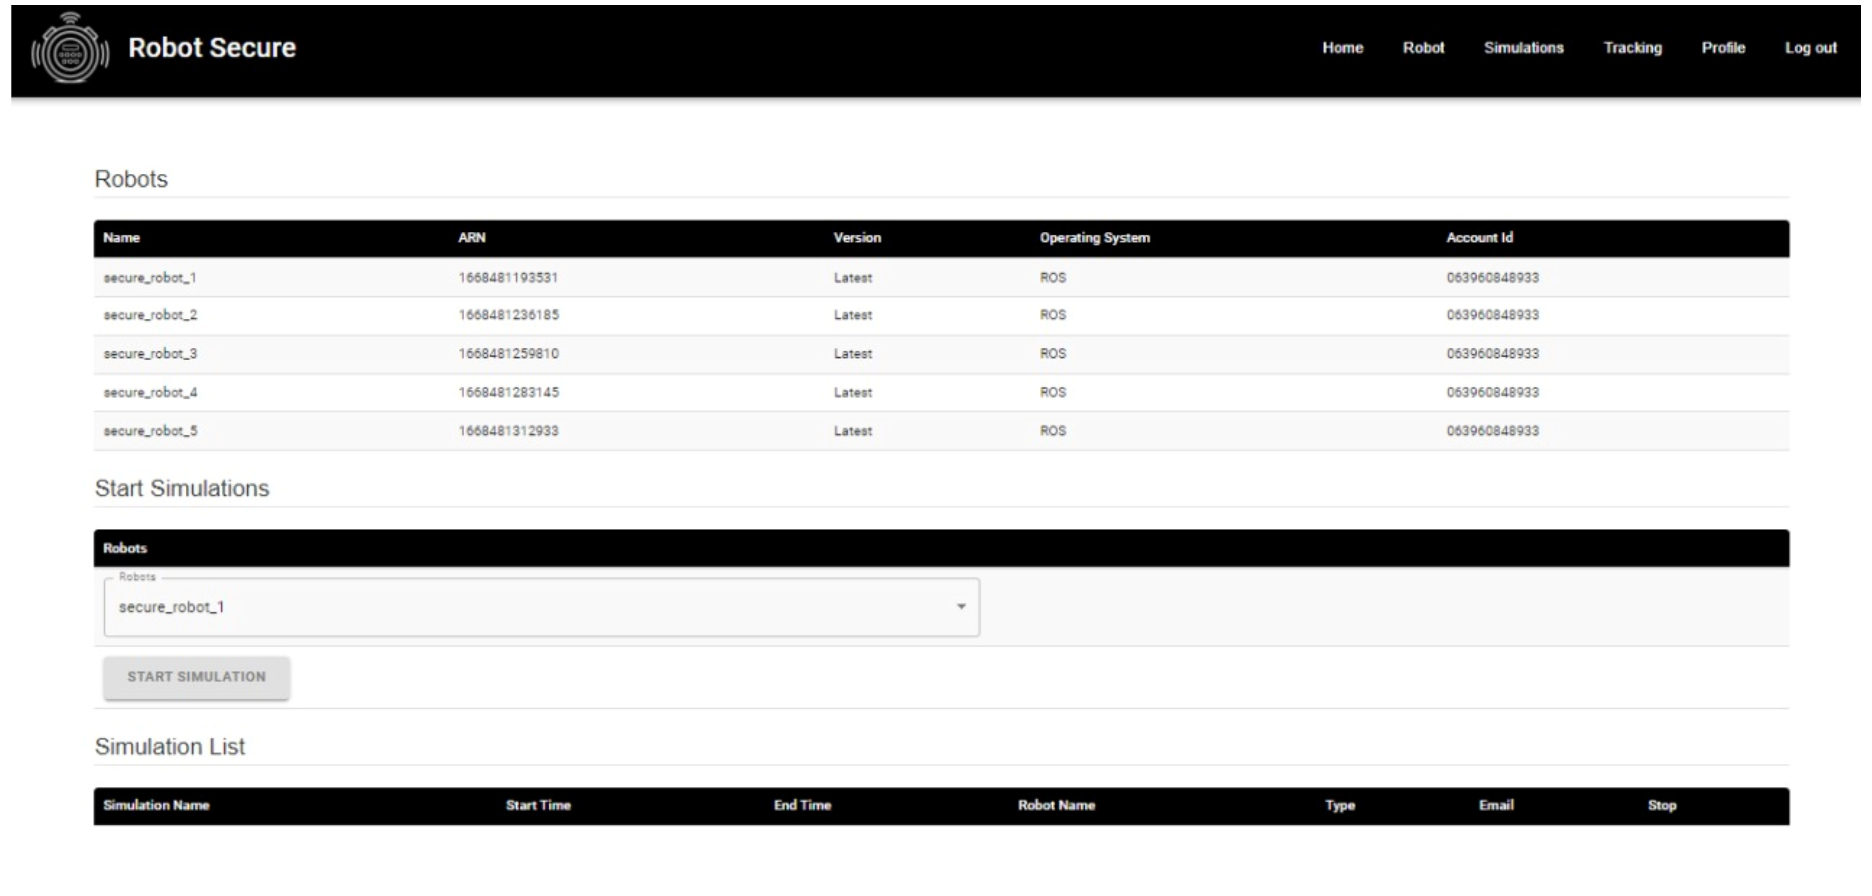 Robot Secure Home Robot Simulations Tracking Profile Log out
Robots
Name ARN Version Operating System Account Id
secure_robot_1 1668481193531 Latest ROS 063960848933
secure_robot_2 1668481236185 Latest ROS 063960848933
secure_robot_3 1668481259810 Latest ROS 063960848933
secure_robot_4 1668481283145 Latest ROS 063960848933
secure_robot_5 1668481312933 Latest ROS 063960848933
Start Simulations
Robots
Robots
secure_robot_1
START SIMULATION
Simulation List
Simulation Name Start Time End Time Robot Name Type Email Stop